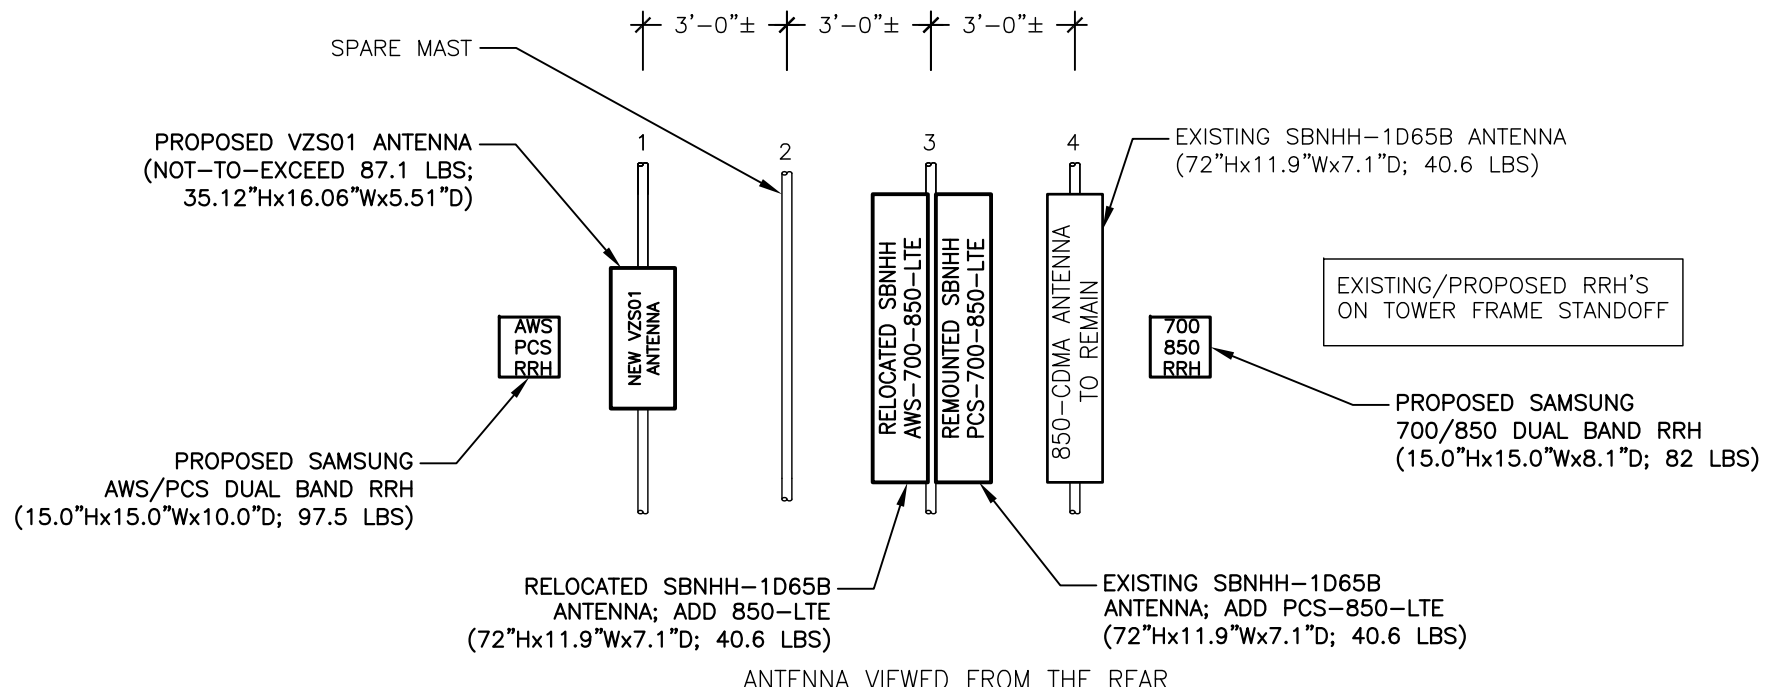 3'-0"± 3'-0"± 3'-0"±
SPARE MAST
PROPOSED VZS01 ANTENNA
(NOT-TO-EXCEED 87.1 LBS;
35.12"Hx16.06"Wx5.51"D)
1
2
3
4
EXISTING SBNHH-1D65B ANTENNA
(72"Hx11.9"Wx7.1"D; 40.6 LBS)
AWS
PCS
RRH
NEW VZS01
ANTENNA
RELOCATED SBNHH
AWS-700-850-LTE
REMOUNTED SBNHH
PCS-700-850-LTE
850-CDMA ANTENNA
TO REMAIN
700
850
RRH
EXISTING/PROPOSED RRH'S
ON TOWER FRAME STANDOFF
PROPOSED SAMSUNG
AWS/PCS DUAL BAND RRH
(15.0"Hx15.0"Wx10.0"D; 97.5 LBS)
PROPOSED SAMSUNG
700/850 DUAL BAND RRH
(15.0"Hx15.0"Wx8.1"D; 82 LBS)
RELOCATED SBNHH-1D65B
ANTENNA; ADD 850-LTE
(72"Hx11.9"Wx7.1"D; 40.6 LBS)
EXISTING SBNHH-1D65B
ANTENNA; ADD PCS-850-LTE
(72"Hx11.9"Wx7.1"D; 40.6 LBS)
ANTENNA VIEWED FROM THE REAR